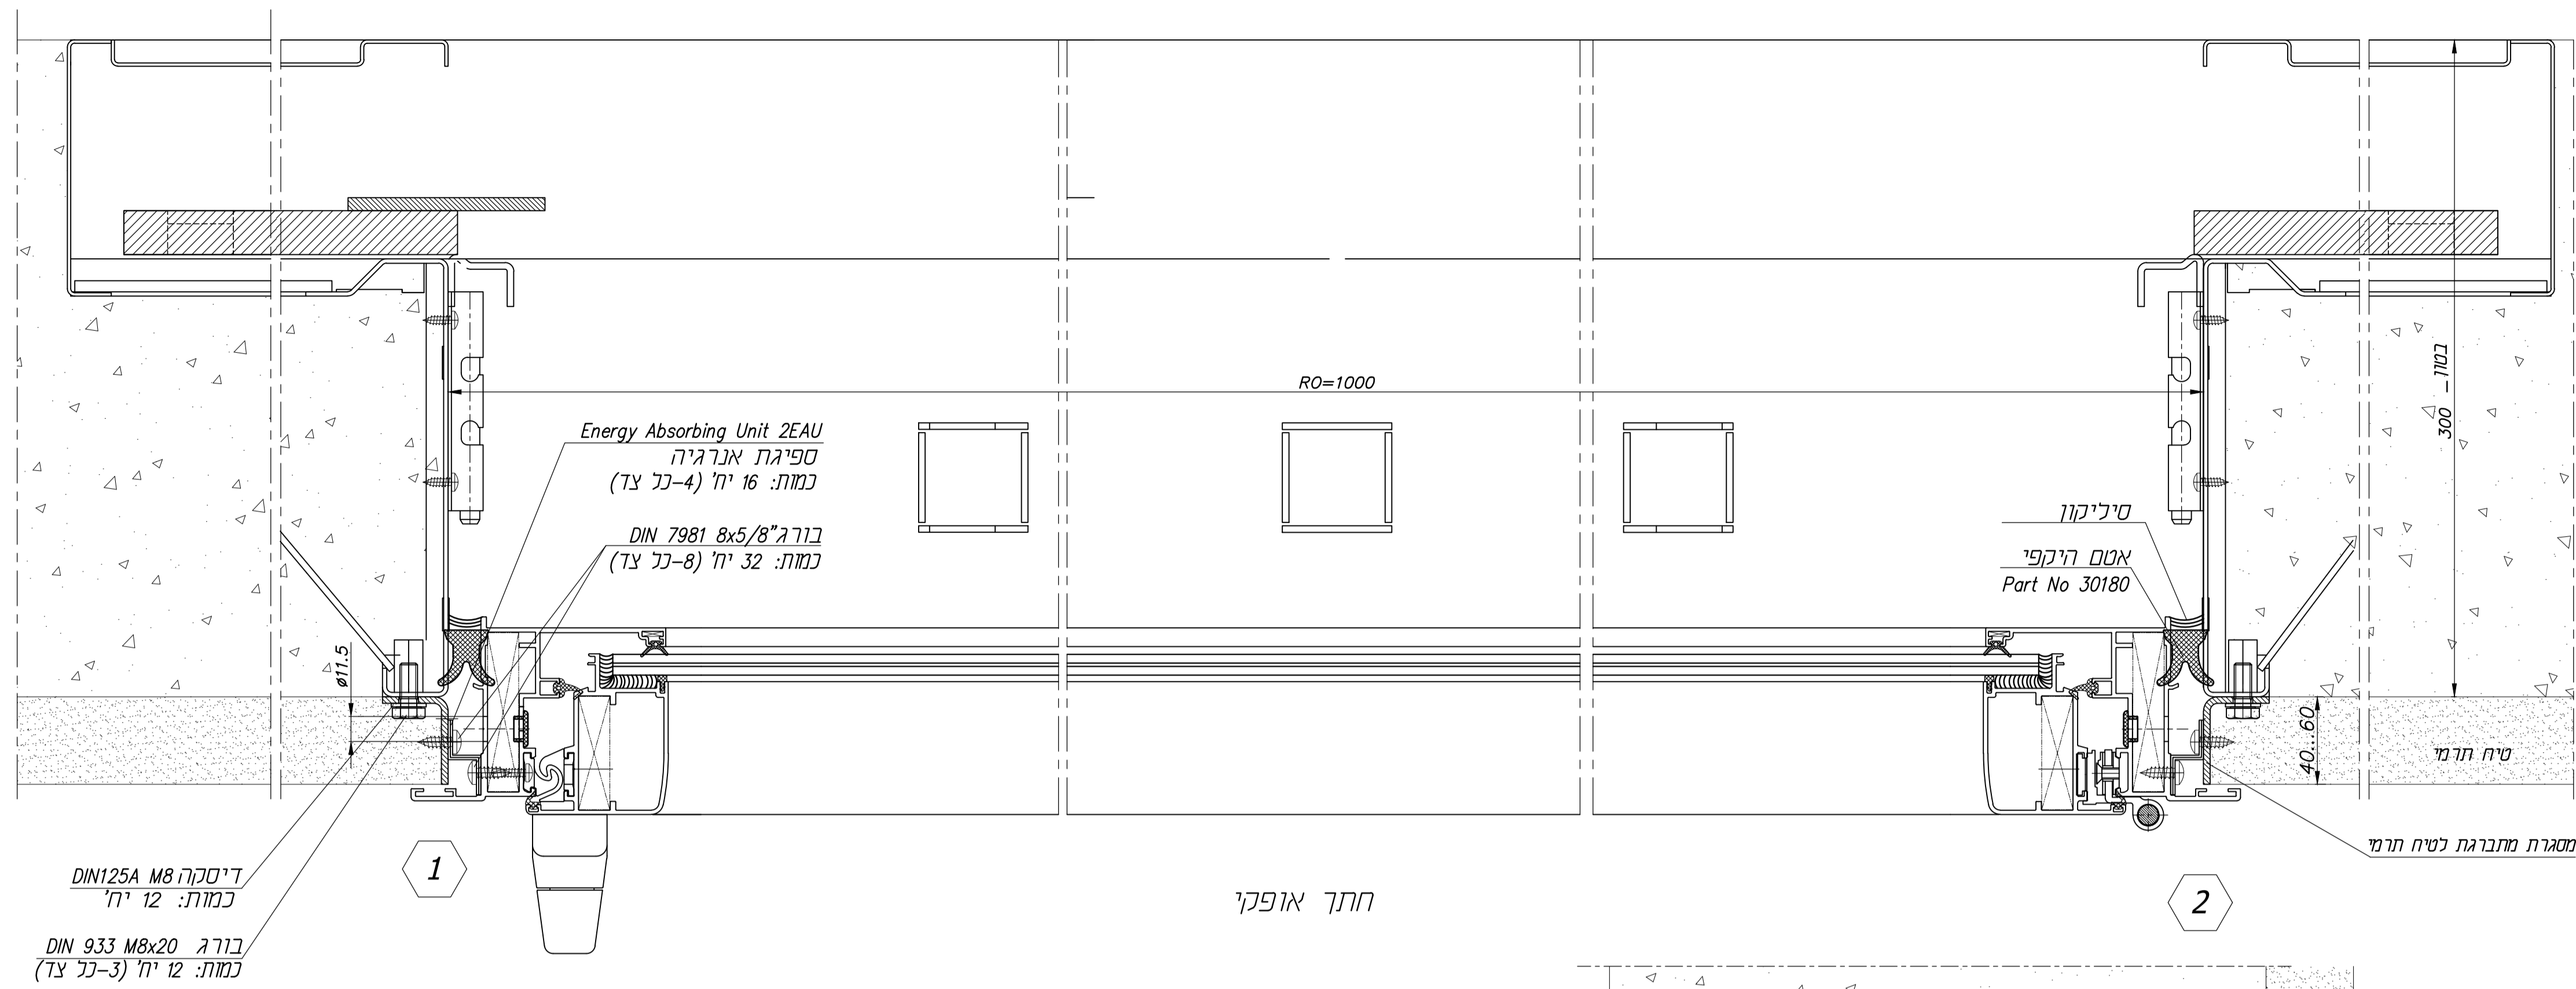 RO=1000
בטון_ 300
Energy Absorbing Unit 2EAU
ספיגת אנרגיה
כמות: 16 יח' (4-כל צד)
בורג DIN 7981 8x5/8"
כמות: 32 יח' (8-כל צד)
סיליקון
אטם היקפי
Part No 30180
ø11.5
40...60
טיח תרמי
מסגרת מתברגת לטיח תרמי
1
2
דיסקה DIN125A M8
כמות: 12 יח'
בורג DIN 933 M8x20
כמות: 12 יח' (3-כל צד)
חתך אופקי